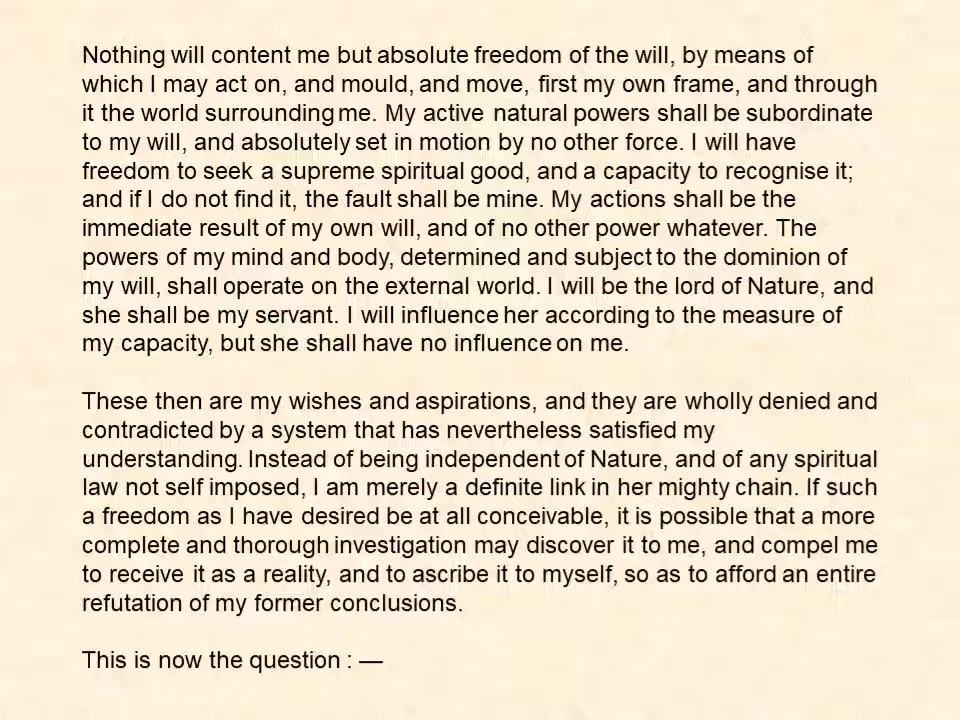 Nothing will content me but absolute freedom of the will, by means of
which I may act on, and mould, and move, first my own frame, and through
it the world surrounding me. My active natural powers shall be subordinate
to my will, and absolutely set in motion by no other force. I will have
freedom to seek a supreme spiritual good, and a capacity to recognise it;
and if I do not find it, the fault shall be mine. My actions shall be the
immediate result of my own will, and of no other power whatever. The
powers of my mind and body, determined and subject to the dominion of
my will, shall operate on the external world. I will be the lord of Nature, and
she shall be my servant. I will influence her according to the measure of
my capacity, but she shall have no influence on me.
These then are my wishes and aspirations, and they are wholly denied and
contradicted by a system that has nevertheless satisfied my
understanding. Instead of being independent of Nature, and of any spiritual
law not self imposed, I am merely a definite link in her mighty chain. If such
a freedom as I have desired be at all conceivable, it is possible that a more
complete and thorough investigation may discover it to me, and compel me
to receive it as a reality, and to ascribe it to myself, so as to afford an entire
refutation of my former conclusions.
This is now the question : —